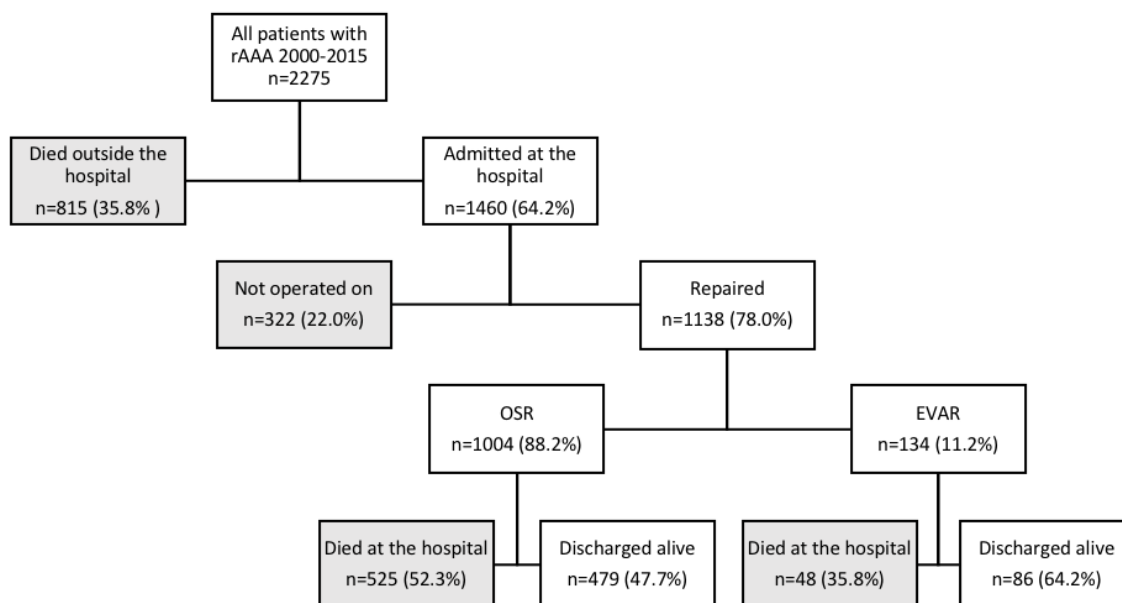 All patients with
rAAA 2000-2015
n=2275
Died outside the
hospital
n=815 (35.8% )
Admitted at the
hospital
n=1460 (64.2%)
Not operated on
n=322 (22.0%)
Repaired
n=1138 (78.0%)
OSR
n=1004 (88.2%)
EVAR
n=134 (11.2%)
Died at the hospital
n=525 (52.3%)
Discharged alive
n=479 (47.7%)
Died at the hospital
n=48 (35.8%)
Discharged alive
n=86 (64.2%)